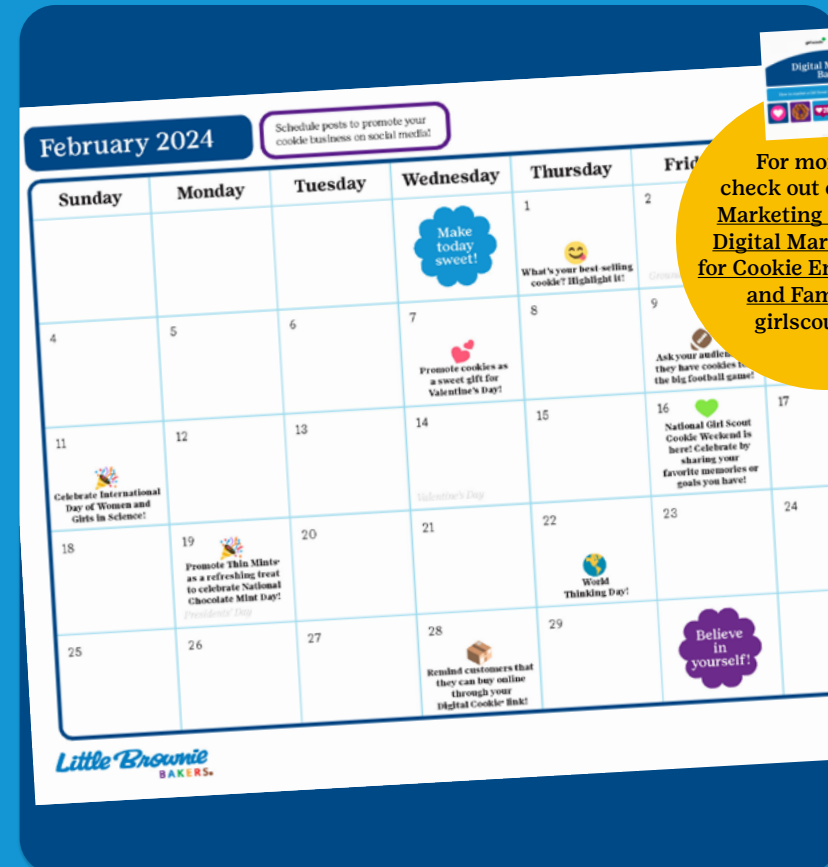 Digital M
Ba
February 2024
Schedule posts to promote your
cookie business on social media!
For mo
check out
Marketing
Digital Mar
for Cookie En
and Fam
girlscou
Sunday
Monday
Tuesday
Wednesday
Thursday
Frid
Make
today
sweet!
1
What's your best-selling
cookie? Highlight it!
2
4
5
6
7
Promote cookies as
a sweet gift for
Valentine's Day!
8
9
Ask your audien
they have cookies
the big football game!
11
Celebrate International
Day of Women and
Girls in Science!
12
13
14
Valentine's Day
15
16
National Girl Scout
Cookie Weekend is
here! Celebrate by
sharing your
favorite memories or
goals you have!
17
18
19
Promote Thin Mints®
as a refreshing treat
to celebrate National
Chocolate Mint Day!
Presidents' Day
20
21
22
World
Thinking Day!
23
24
25
26
27
28
Remind customers that
they can buy online
through your
Digital Cookie® link!
29
Believe
in
yourself!
Little Brownie
BAKERS®